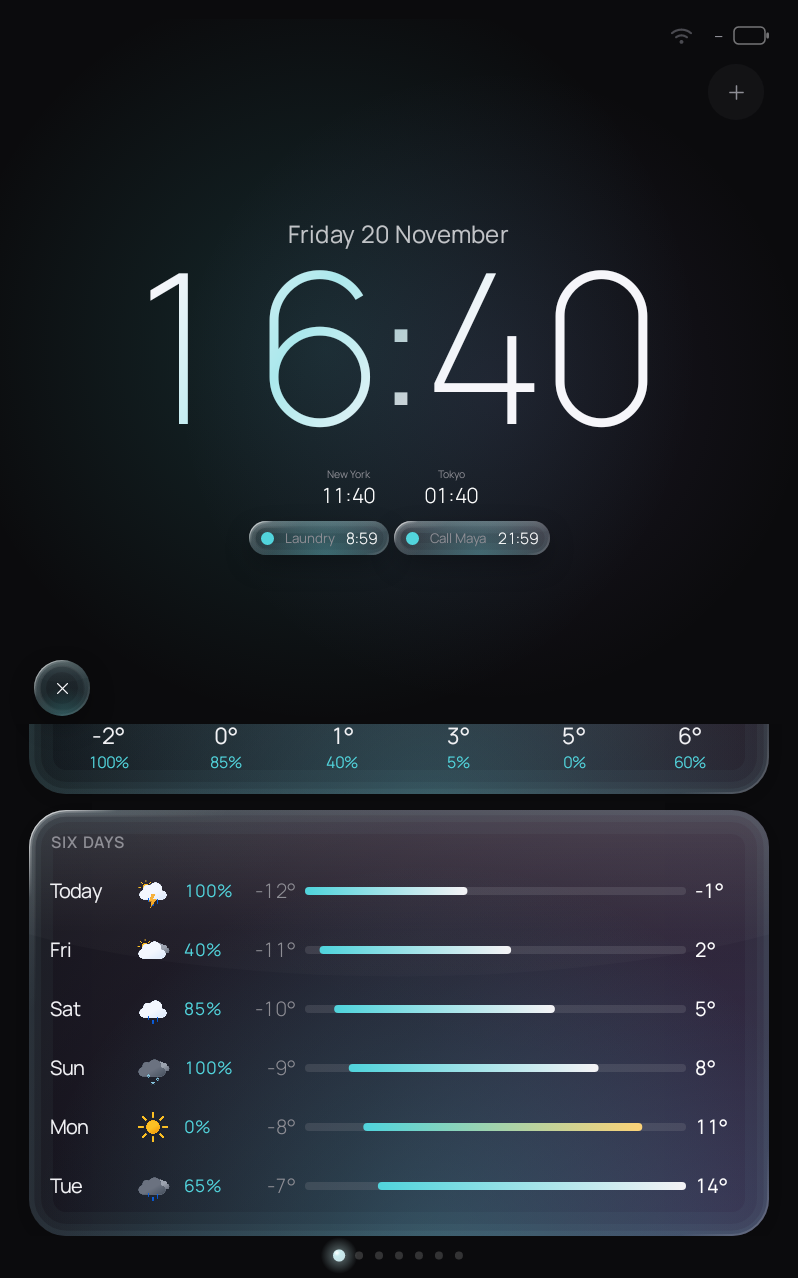 Friday 20 November
16:40
New York Tokyo
11:40 01:40
Laundry 8:59 Call Maya 21:59
-2° 0° 1° 3° 5° 6°
100% 85% 40% 5% 0% 60%
SIX DAYS
Today 100% -12° -1°
Fri 40% -11° 2°
Sat 85% -10° 5°
Sun 100% -9° 8°
Mon 0% -8° 11°
Tue 65% -7° 14°